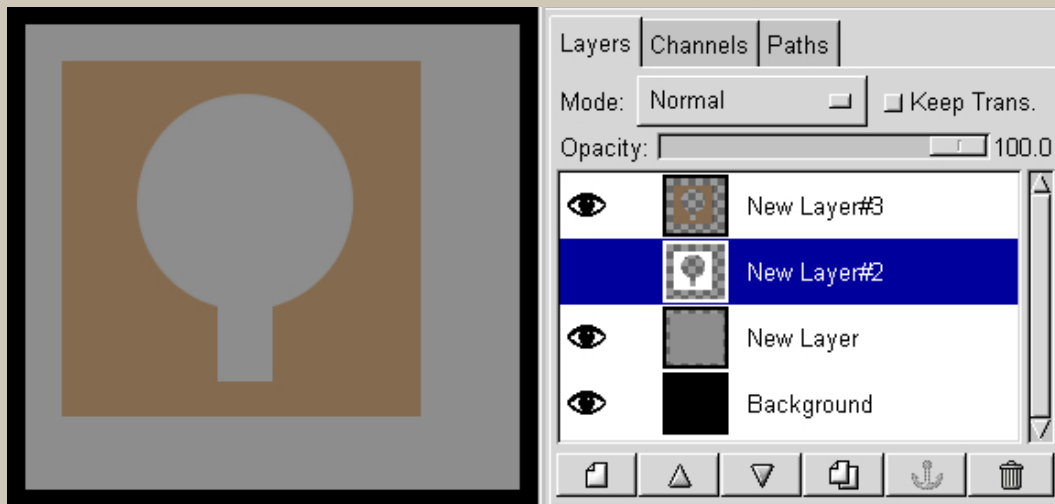 Layers Channels Paths
Mode: Normal Keep Trans.
Opacity: 100.0
New Layer#3
New Layer#2
New Layer
Background